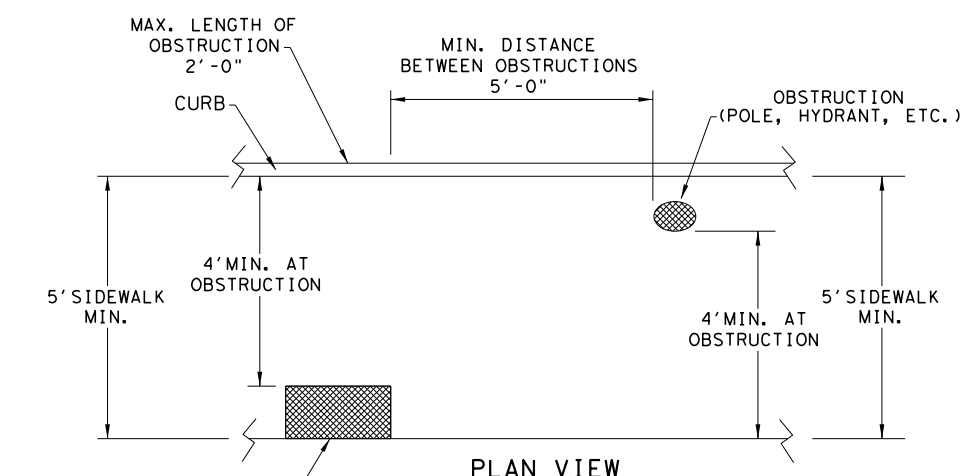 MAX. LENGTH OF
OBSTRUCTION
2'-0"
MIN. DISTANCE
BETWEEN OBSTRUCTIONS
5'-0"
CURB
OBSTRUCTION
(POLE, HYDRANT, ETC.)
4' MIN. AT
OBSTRUCTION
5' SIDEWALK
MIN.
4' MIN. AT
OBSTRUCTION
5' SIDEWALK
MIN.
PLAN VIEW